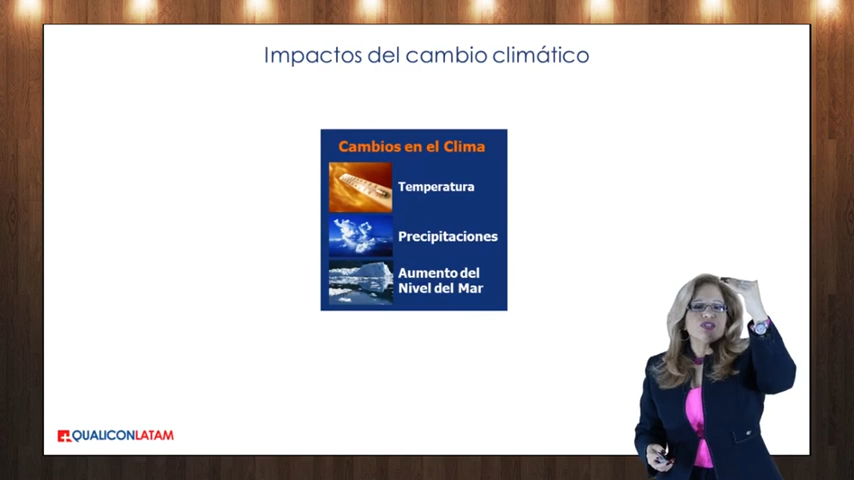 Impactos del cambio climático
Cambios en el Clima
Temperatura
Precipitaciones
Aumento del
Nivel del Mar
QUALICONLATAM